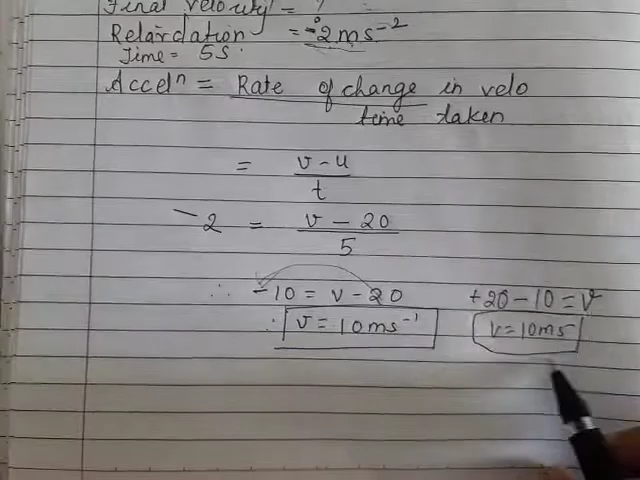 Final velocity = ?
Relardation = -2ms⁻²
Time = 5s.
Accelⁿ = Rate of change in velo
time taken
= v - u
t
-2 = v - 20
5
∴ -10 = v - 20 +20 - 10 = v
∴ v = 10ms⁻¹ v = 10ms